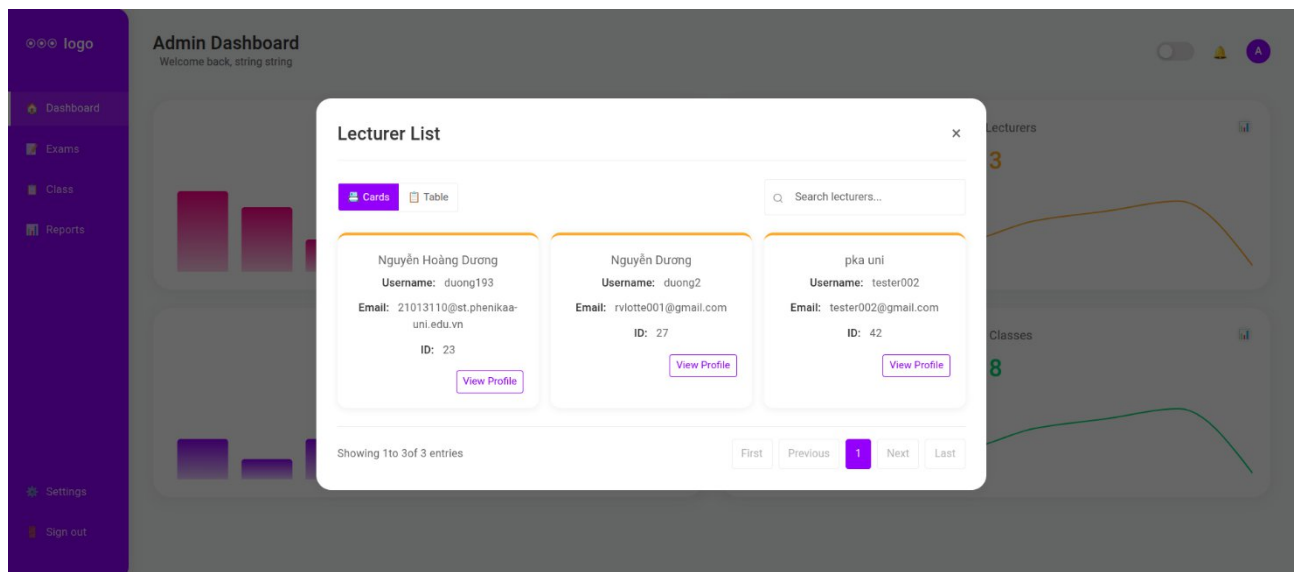 logo
Admin Dashboard
Welcome back, string string
A
Dashboard
Exams
Class
Reports
Settings
Sign out
Lecturers
3
Classes
8
Lecturer List
×
Cards
Table
Search lecturers...
Nguyễn Hoàng Dương
Username: duong193
Email: 21013110@st.phenikaa-
uni.edu.vn
ID: 23
View Profile
Nguyễn Dương
Username: duong2
Email: rvlotte001@gmail.com
ID: 27
View Profile
pka uni
Username: tester002
Email: tester002@gmail.com
ID: 42
View Profile
Showing 1to 3of 3 entries
First Previous 1 Next Last